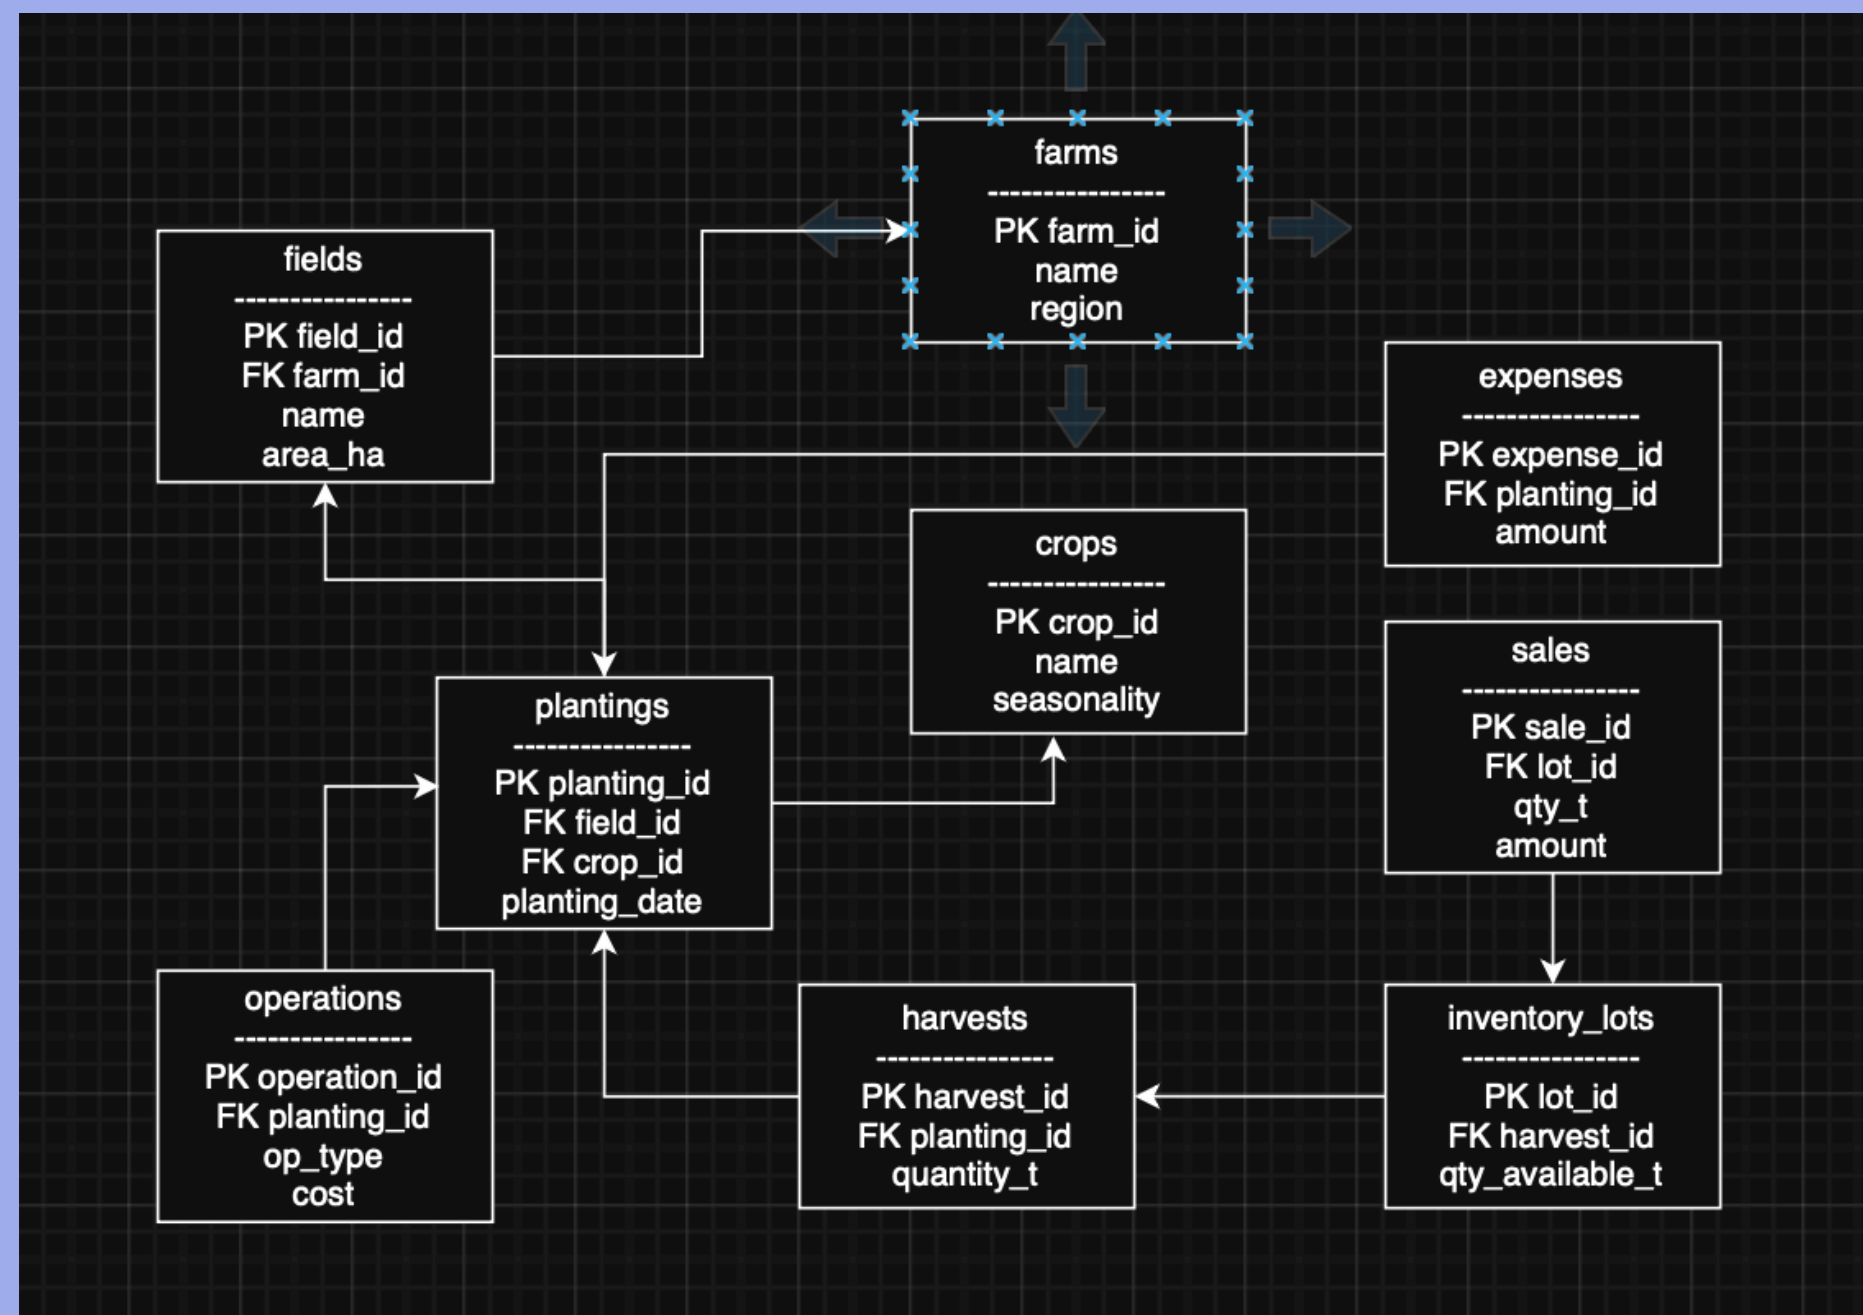 farms
----------------
PK farm_id
name
region
fields
----------------
PK field_id
FK farm_id
name
area_ha
expenses
----------------
PK expense_id
FK planting_id
amount
crops
----------------
PK crop_id
name
seasonality
sales
----------------
PK sale_id
FK lot_id
qty_t
amount
plantings
----------------
PK planting_id
FK field_id
FK crop_id
planting_date
operations
----------------
PK operation_id
FK planting_id
op_type
cost
harvests
----------------
PK harvest_id
FK planting_id
quantity_t
inventory_lots
----------------
PK lot_id
FK harvest_id
qty_available_t